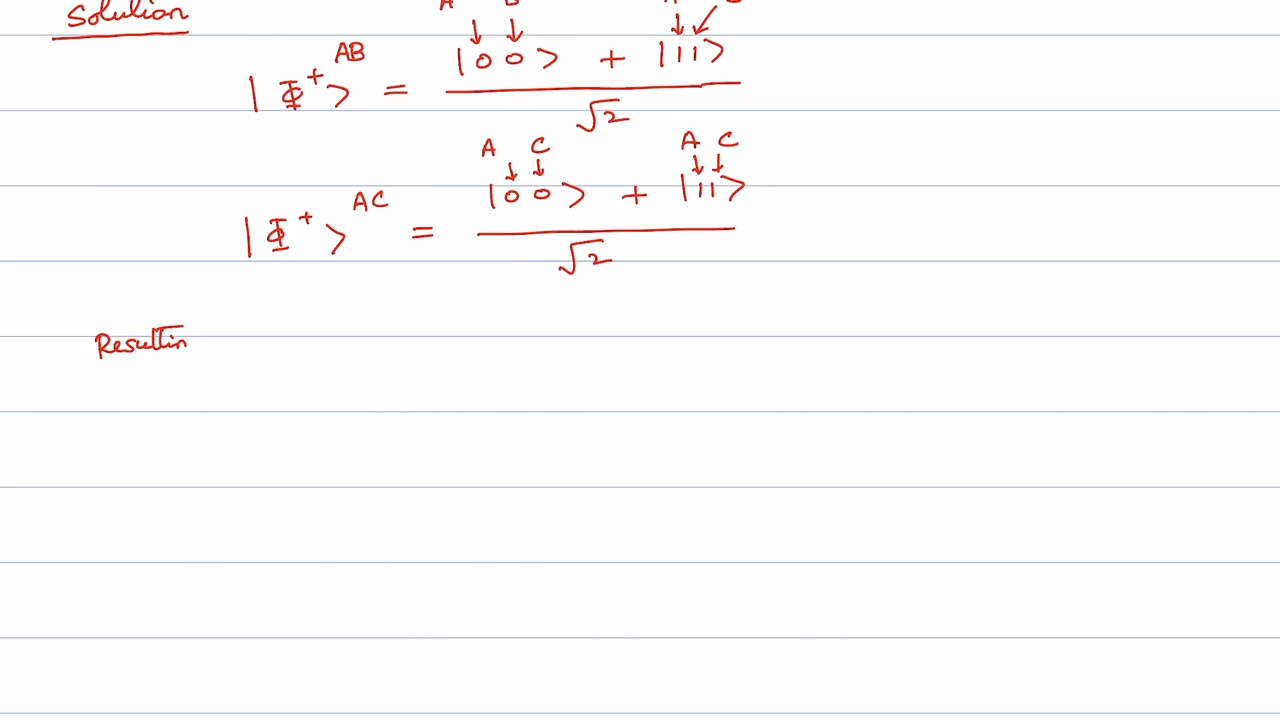 Solution
A B
AB
|Φ⁺> = |00> + |11>
√2
A C A C
AC
|Φ⁺> = |00> + |11>
√2
Resultin